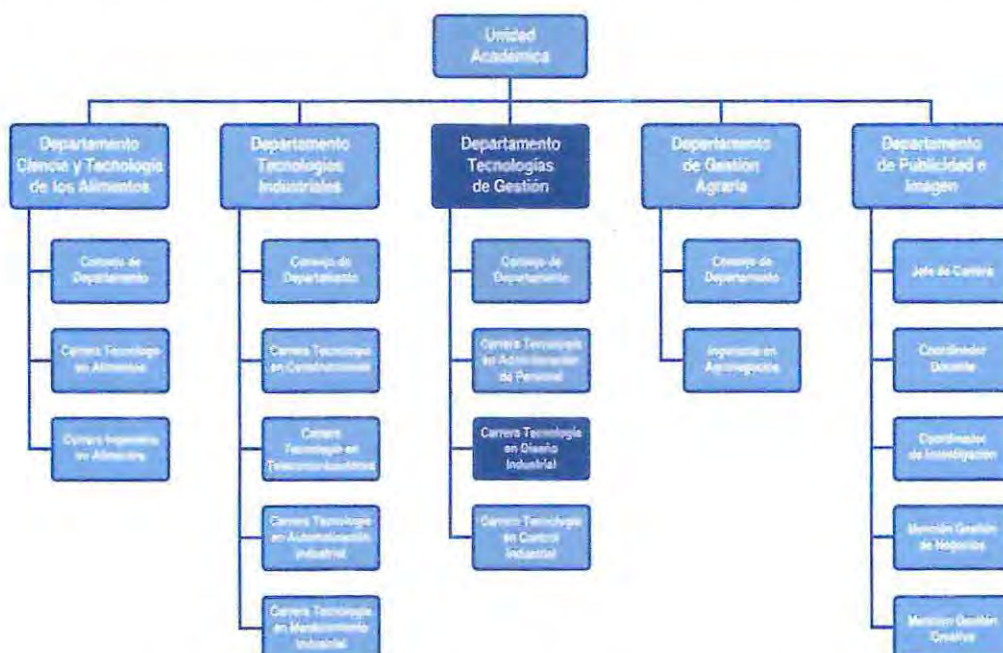 Unidad
Académica
Departamento
Ciencia y Tecnología
de los Alimentos
Consejo de
Departamento
Carrera Tecnólogo
en Alimentos
Carrera Ingeniería
en Alimentos
Departamento
Tecnologías
Industriales
Consejo de
Departamento
Carrera Tecnología
en Construcciones
Carrera
Tecnología en
Telecomunicaciones
Carrera Tecnología
en Automatización
Industrial
Carrera Tecnología
en Mantenimiento
Industrial
Departamento
Tecnologías
de Gestión
Consejo de
Departamento
Carrera Tecnología
en Administración
de Personal
Carrera Tecnología
en Diseño
Industrial
Carrera Tecnología
en Control
Industrial
Departamento
de Gestión
Agraria
Consejo de
Departamento
Ingeniería en
Agronegocios
Departamento
de Publicidad e
Imagen
Jefe de Carrera
Coordinador
Docente
Coordinador
de Investigación
Mención Gestión
de Negocios
Mención Gestión
Creativa